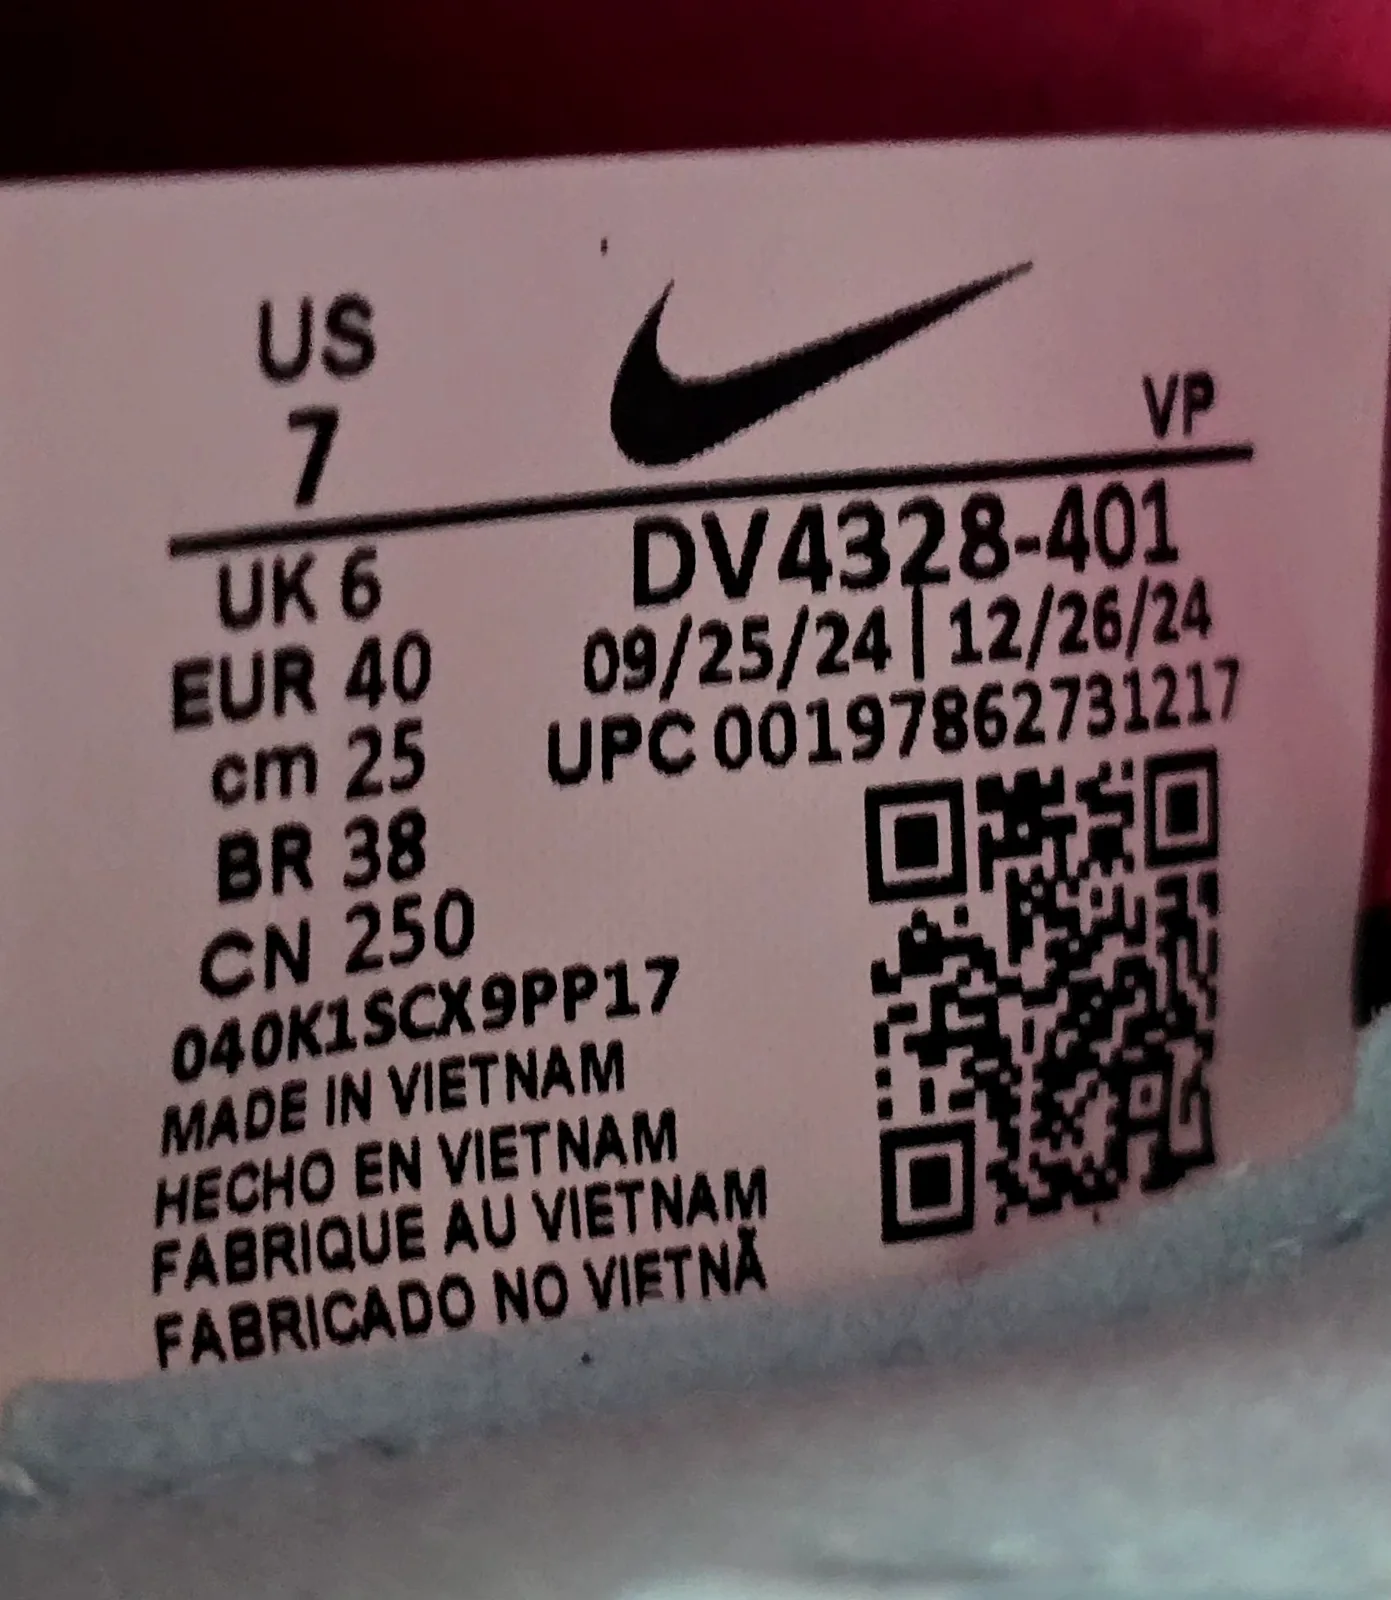 US
7
VP
UK 6
EUR 40
cm 25
BR 38
CN 250
DV4328-401
09/25/24 | 12/26/24
UPC 00197862731217
040K1SCX9PP17
MADE IN VIETNAM
HECHO EN VIETNAM
FABRIQUE AU VIETNAM
FABRICADO NO VIETNÃ